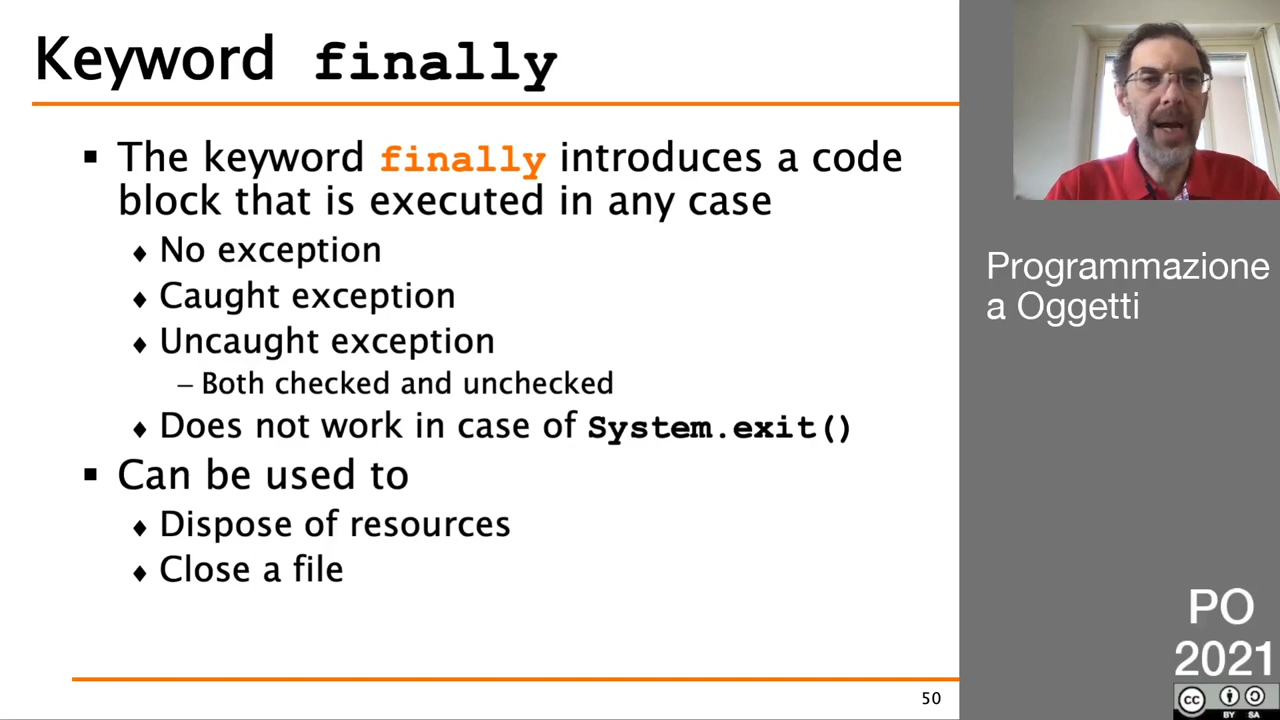 Keyword finally
The keyword finally introduces a code
block that is executed in any case
No exception
Caught exception
Uncaught exception
– Both checked and unchecked
Does not work in case of System.exit()
Can be used to
Dispose of resources
Close a file
50
Programmazione
a Oggetti
PO
2021
cc
BY SA